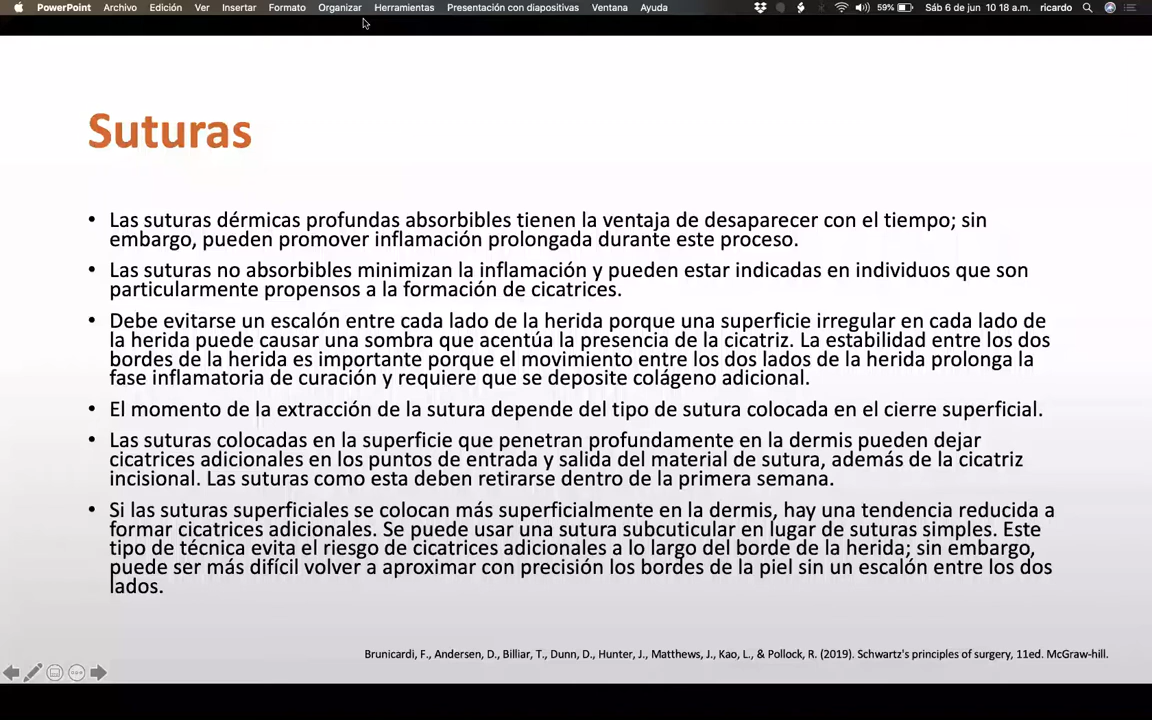 PowerPoint Archivo Edición Ver Insertar Formato Organizar Herramientas Presentación con diapositivas Ventana Ayuda 59% Sáb 6 de jun 10 18 a.m. ricardo
Suturas
• Las suturas dérmicas profundas absorbibles tienen la ventaja de desaparecer con el tiempo; sin
embargo, pueden promover inflamación prolongada durante este proceso.
• Las suturas no absorbibles minimizan la inflamación y pueden estar indicadas en individuos que son
particularmente propensos a la formación de cicatrices.
• Debe evitarse un escalón entre cada lado de la herida porque una superficie irregular en cada lado de
la herida puede causar una sombra que acentúa la presencia de la cicatriz. La estabilidad entre los dos
bordes de la herida es importante porque el movimiento entre los dos lados de la herida prolonga la
fase inflamatoria de curación y requiere que se deposite colágeno adicional.
• El momento de la extracción de la sutura depende del tipo de sutura colocada en el cierre superficial.
• Las suturas colocadas en la superficie que penetran profundamente en la dermis pueden dejar
cicatrices adicionales en los puntos de entrada y salida del material de sutura, además de la cicatriz
incisional. Las suturas como esta deben retirarse dentro de la primera semana.
• Si las suturas superficiales se colocan más superficialmente en la dermis, hay una tendencia reducida a
formar cicatrices adicionales. Se puede usar una sutura subcuticular en lugar de suturas simples. Este
tipo de técnica evita el riesgo de cicatrices adicionales a lo largo del borde de la herida; sin embargo,
puede ser más difícil volver a aproximar con precisión los bordes de la piel sin un escalón entre los dos
lados.
Brunicardi, F., Andersen, D., Billiar, T., Dunn, D., Hunter, J., Matthews, J., Kao, L., & Pollock, R. (2019). Schwartz's principles of surgery, 11ed. McGraw-hill.